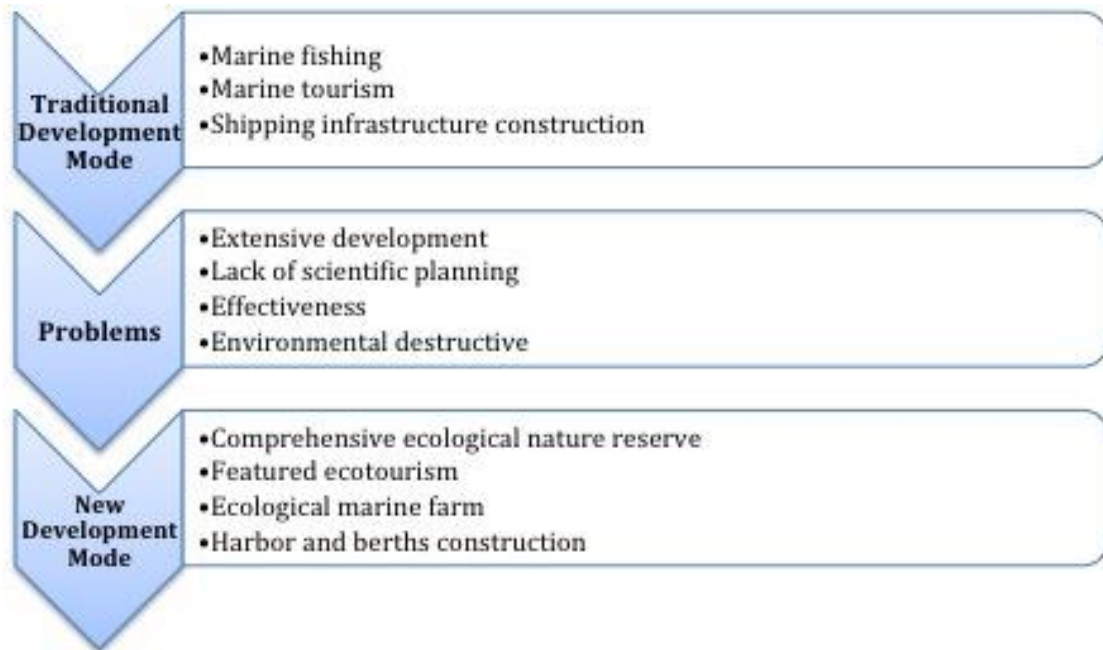 Traditional
Development
Mode
•Marine fishing
•Marine tourism
•Shipping infrastructure construction
Problems
•Extensive development
•Lack of scientific planning
•Effectiveness
•Environmental destructive
New
Development
Mode
•Comprehensive ecological nature reserve
•Featured ecotourism
•Ecological marine farm
•Harbor and berths construction